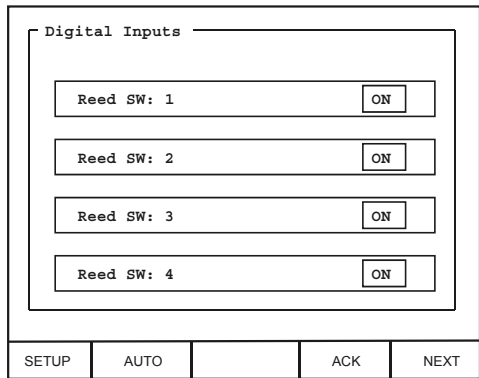 Digital Inputs
Reed SW: 1 ON
Reed SW: 2 ON
Reed SW: 3 ON
Reed SW: 4 ON
SETUP AUTO ACK NEXT